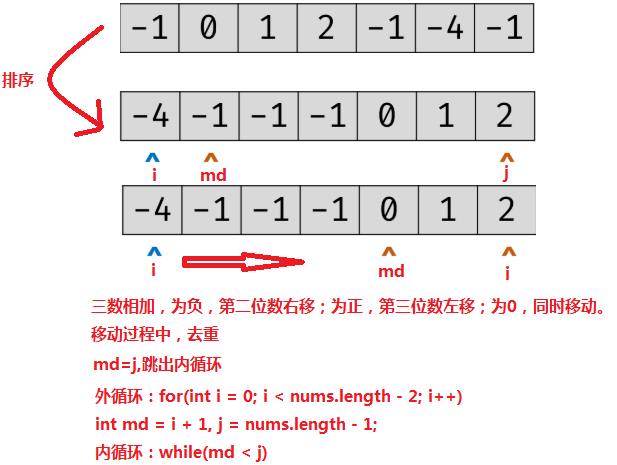 -1 0 1 2 -1 -4 -1
排序
-4 -1 -1 -1 0 1 2
i md j
-4 -1 -1 -1 0 1 2
i md j
三数相加，为负，第二位数右移；为正，第三位数左移；为0，同时移动。
移动过程中，去重
md=j,跳出内循环
外循环：for(int i = 0; i < nums.length - 2; i++)
int md = i + 1, j = nums.length - 1;
内循环：while(md < j)